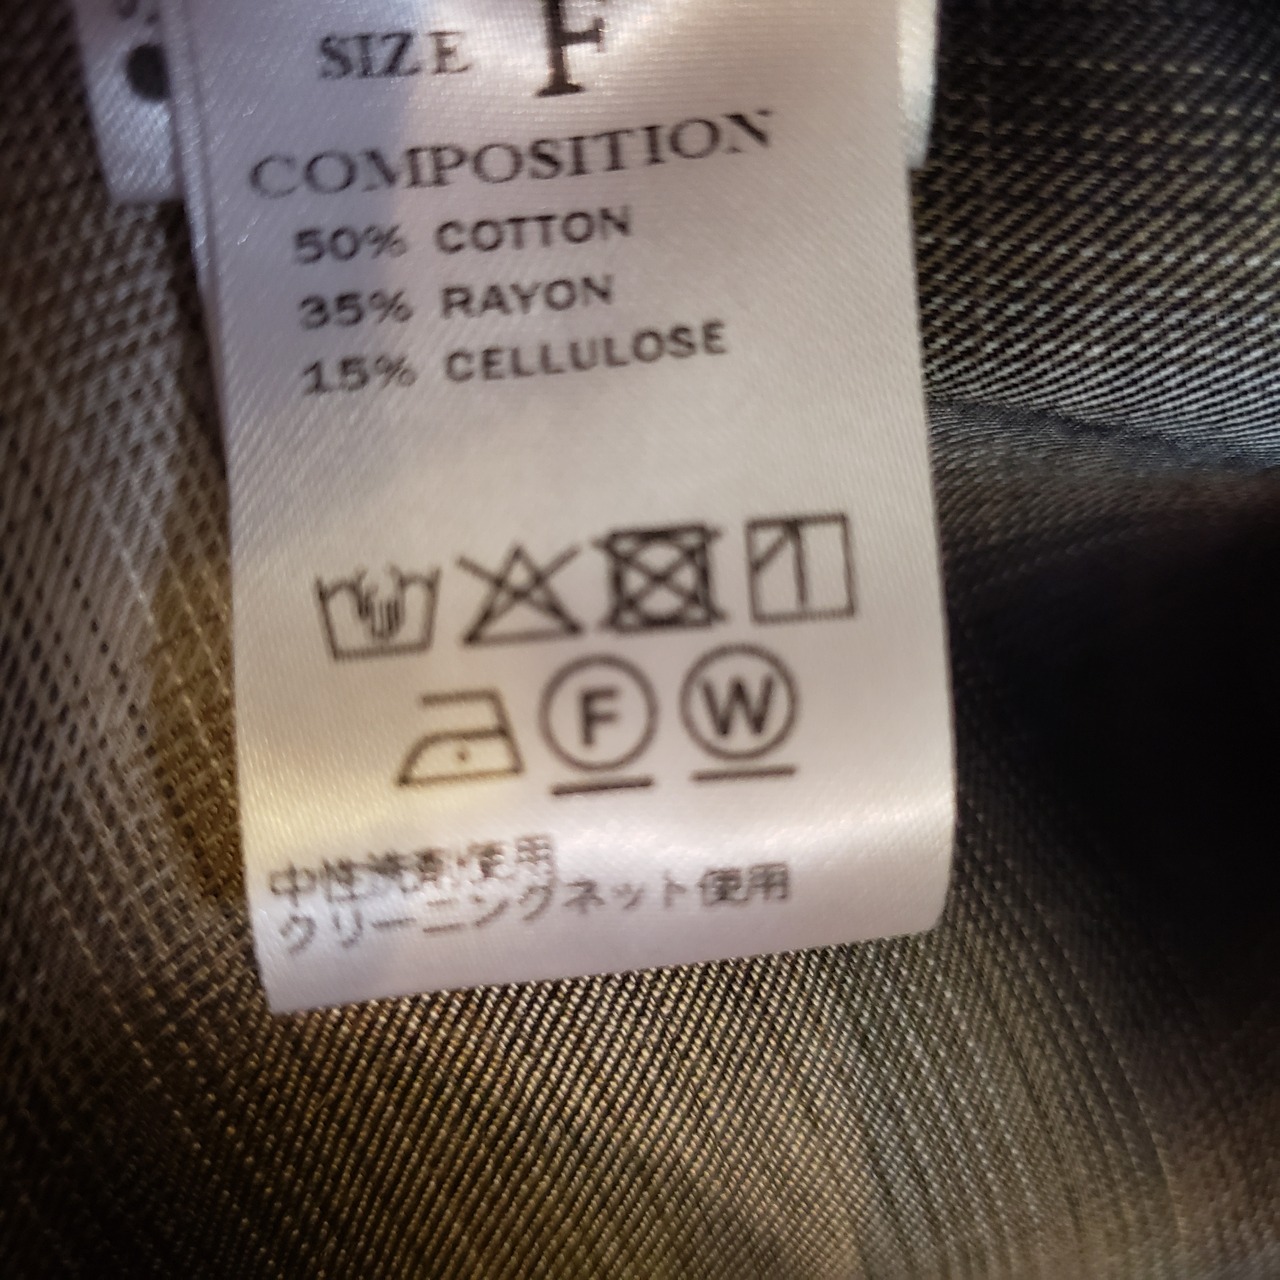 SIZE F
COMPOSITION
50% COTTON
35% RAYON
15% CELLULOSE
F W
中性洗剤使用
クリーニングネット使用